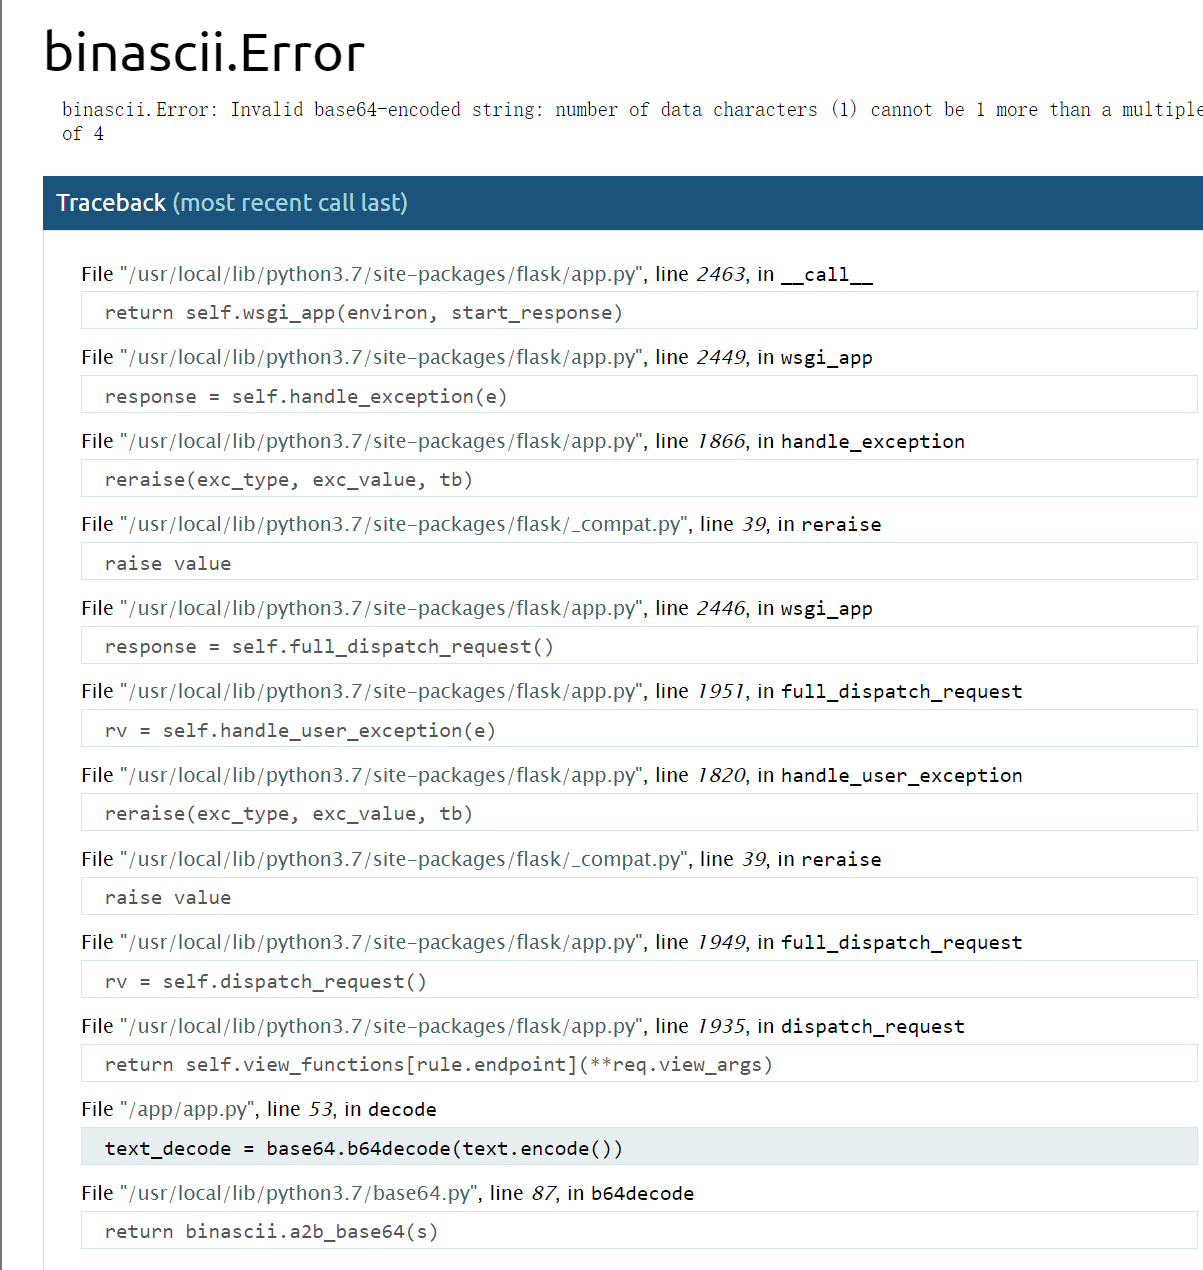 binascii.Error
binascii.Error: Invalid base64-encoded string: number of data characters (1) cannot be 1 more than a multiple
of 4
Traceback (most recent call last)
File "/usr/local/lib/python3.7/site-packages/flask/app.py", line 2463, in __call__
return self.wsgi_app(environ, start_response)
File "/usr/local/lib/python3.7/site-packages/flask/app.py", line 2449, in wsgi_app
response = self.handle_exception(e)
File "/usr/local/lib/python3.7/site-packages/flask/app.py", line 1866, in handle_exception
reraise(exc_type, exc_value, tb)
File "/usr/local/lib/python3.7/site-packages/flask/_compat.py", line 39, in reraise
raise value
File "/usr/local/lib/python3.7/site-packages/flask/app.py", line 2446, in wsgi_app
response = self.full_dispatch_request()
File "/usr/local/lib/python3.7/site-packages/flask/app.py", line 1951, in full_dispatch_request
rv = self.handle_user_exception(e)
File "/usr/local/lib/python3.7/site-packages/flask/app.py", line 1820, in handle_user_exception
reraise(exc_type, exc_value, tb)
File "/usr/local/lib/python3.7/site-packages/flask/_compat.py", line 39, in reraise
raise value
File "/usr/local/lib/python3.7/site-packages/flask/app.py", line 1949, in full_dispatch_request
rv = self.dispatch_request()
File "/usr/local/lib/python3.7/site-packages/flask/app.py", line 1935, in dispatch_request
return self.view_functions[rule.endpoint](**req.view_args)
File "/app/app.py", line 53, in decode
text_decode = base64.b64decode(text.encode())
File "/usr/local/lib/python3.7/base64.py", line 87, in b64decode
return binascii.a2b_base64(s)